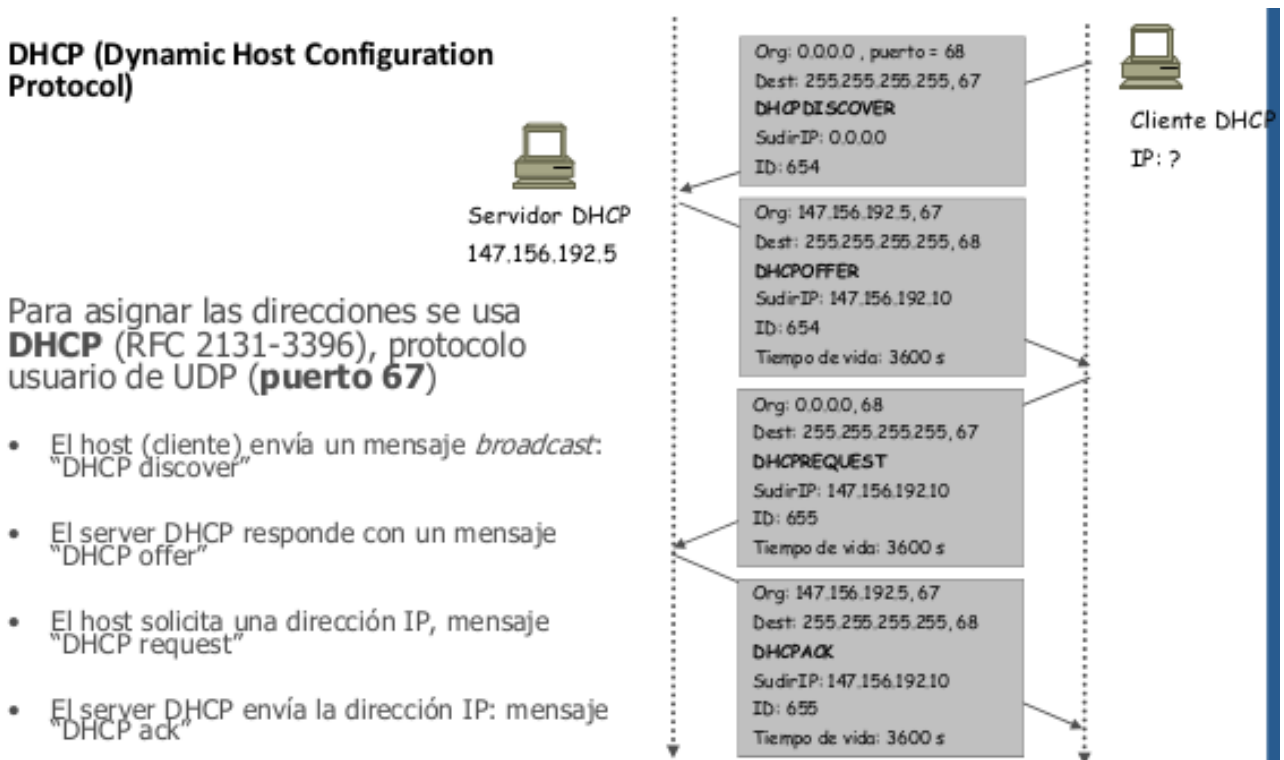 DHCP (Dynamic Host Configuration
Protocol)
Servidor DHCP
147.156.192.5
Para asignar las direcciones se usa
DHCP (RFC 2131-3396), protocolo
usuario de UDP (puerto 67)
• El host (cliente) envía un mensaje broadcast:
“DHCP discover”
• El server DHCP responde con un mensaje
“DHCP offer”
• El host solicita una dirección IP, mensaje
“DHCP request”
• El server DHCP envía la dirección IP: mensaje
“DHCP ack”
Org: 0.0.0.0 , puerto = 68
Dest: 255.255.255.255, 67
DHCPDISCOVER
SudirIP: 0.0.0.0
ID: 654
Org: 147.156.192.5, 67
Dest: 255.255.255.255, 68
DHCPOFFER
SudirIP: 147.156.192.10
ID: 654
Tiempo de vida: 3600 s
Org: 0.0.0.0, 68
Dest: 255.255.255.255, 67
DHCPREQUEST
SudirIP: 147.156.192.10
ID: 655
Tiempo de vida: 3600 s
Org: 147.156.192.5, 67
Dest: 255.255.255.255, 68
DHCPACK
SudirIP: 147.156.192.10
ID: 655
Tiempo de vida: 3600 s
Cliente DHCP
IP: ?